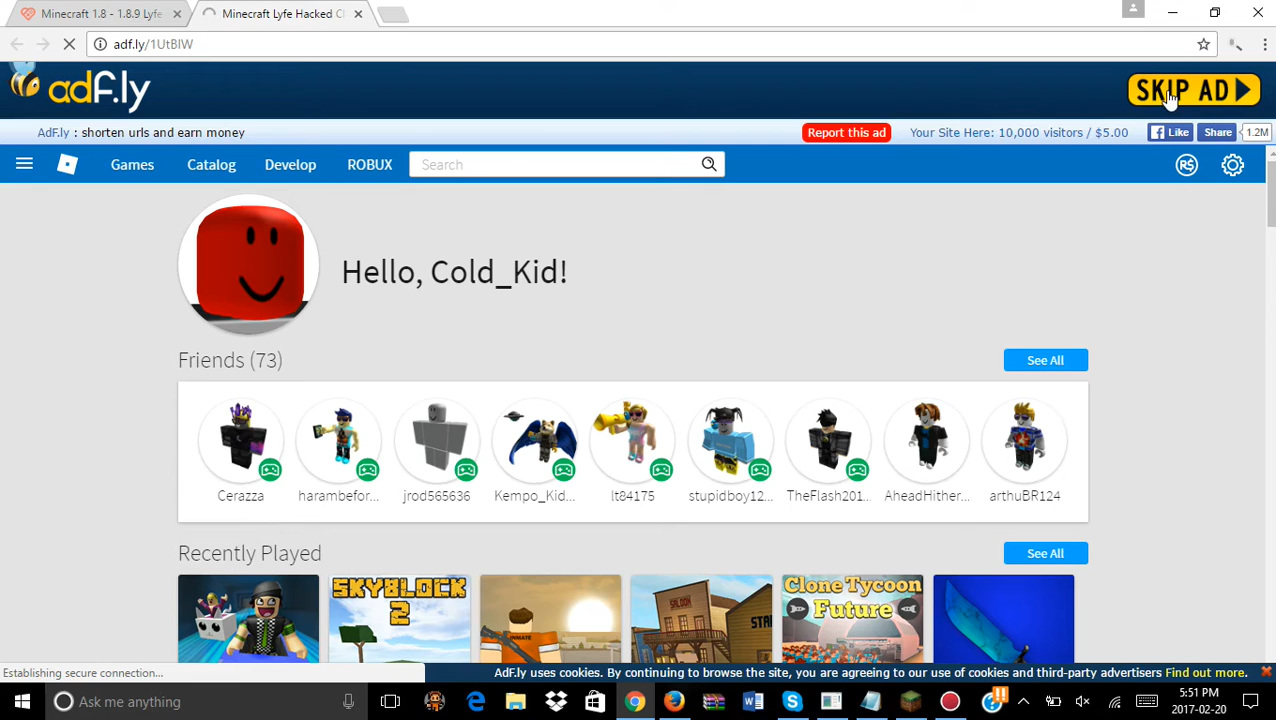 Minecraft 1.8 - 1.8.9 Lyfe
Minecraft Lyfe Hacked Cl
adf.ly/1UtBlW
adf.ly
SKIP AD
AdF.ly : shorten urls and earn money
Report this ad
Your Site Here: 10,000 visitors / $5.00
Like
Share
1.2M
Games
Catalog
Develop
ROBUX
Search
R$
Hello, Cold_Kid!
Friends (73)
See All
Cerazza
harambefor...
jrod565636
Kempo_Kid...
lt84175
stupidboy12...
TheFlash201...
AheadHither...
arthuBR124
Recently Played
See All
SKYBLOCK
2
INMATE
SALOON
STA
Clone Tycoon
Future
Establishing secure connection...
AdF.ly uses cookies. By continuing to browse the site, you are agreeing to our use of cookies and third-party advertisers Find out more.
Ask me anything
5:51 PM
2017-02-20